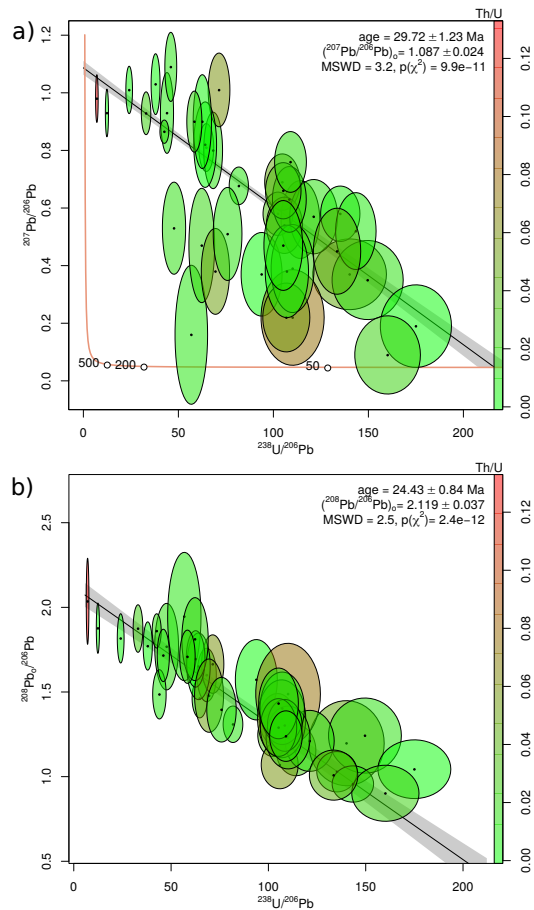 Th/U
a)
age = 29.72 ± 1.23 Ma
(²⁰⁷Pb/²⁰⁶Pb)ₒ= 1.087 ± 0.024
MSWD = 3.2, p(χ²) = 9.9e−11
1.2
1.0
0.8
0.6
0.4
0.2
0.0
²⁰⁷Pb/²⁰⁶Pb
500
200
50
0
50
100
150
200
²³⁸U/²⁰⁶Pb
0.12
0.10
0.08
0.06
0.04
0.02
0.00
Th/U
b)
age = 24.43 ± 0.84 Ma
(²⁰⁸Pb/²⁰⁶Pb)ₒ= 2.119 ± 0.037
MSWD = 2.5, p(χ²)= 2.4e−12
2.5
2.0
1.5
1.0
0.5
²⁰⁸Pbₒ/²⁰⁶Pb
0
50
100
150
200
²³⁸U/²⁰⁶Pb
0.12
0.10
0.08
0.06
0.04
0.02
0.00